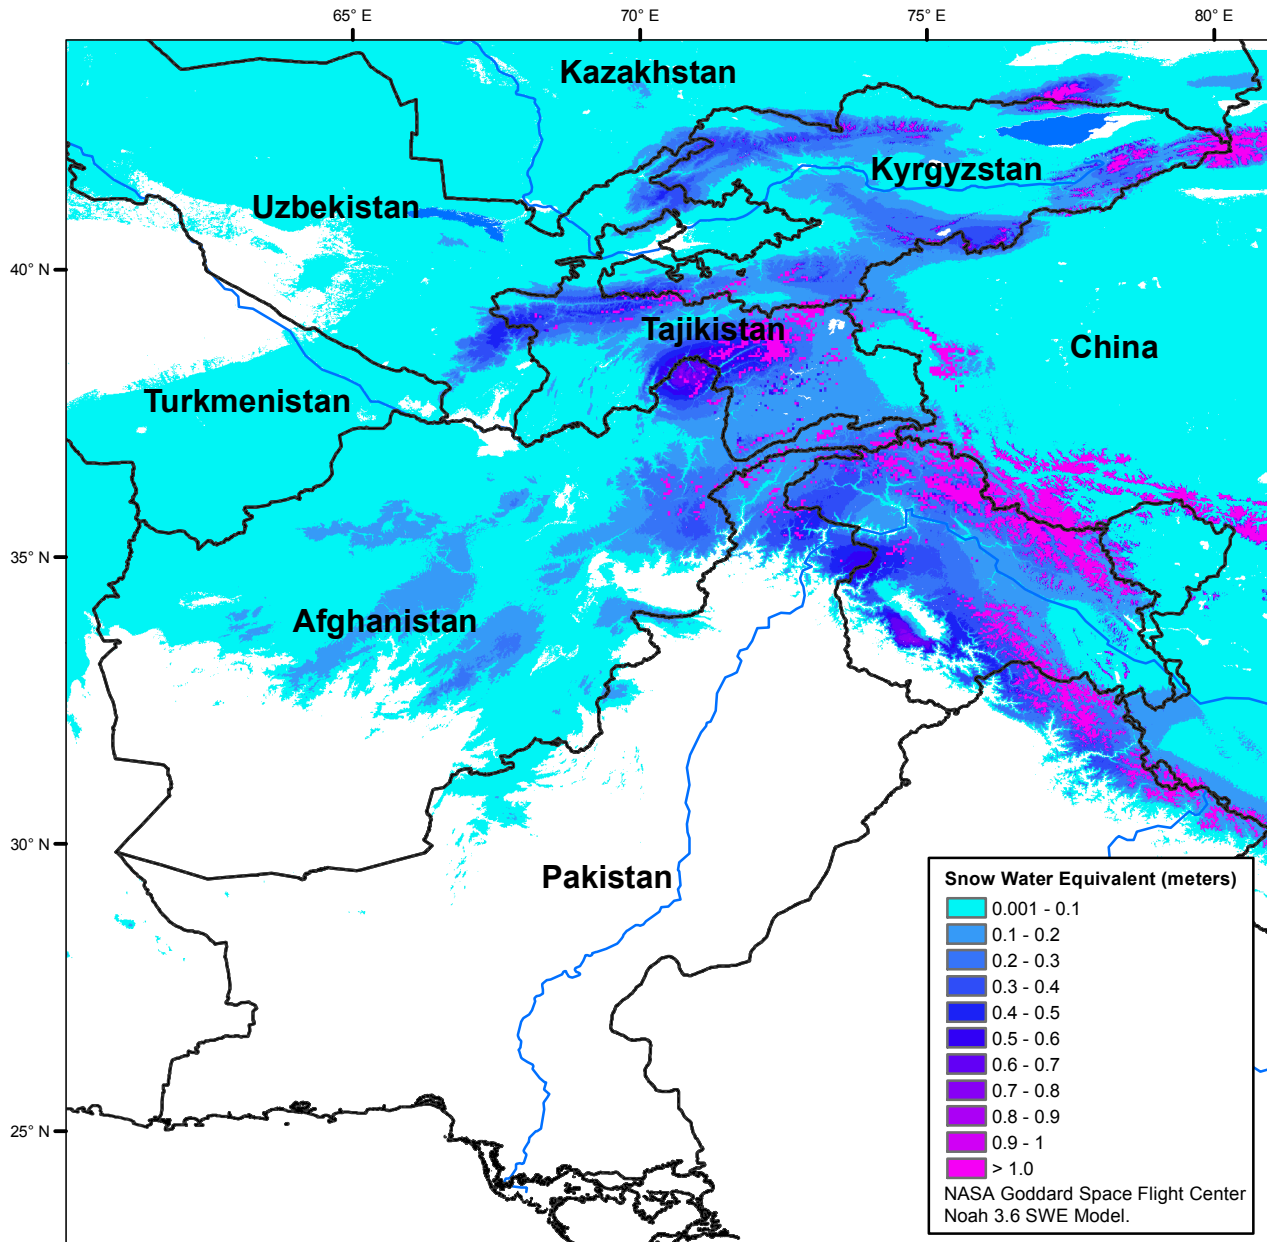 65° E
70° E
75° E
80° E
Kazakhstan
Kyrgyzstan
Uzbekistan
40° N
Tajikistan
China
Turkmenistan
35° N
Afghanistan
30° N
Pakistan
25° N
Snow Water Equivalent (meters)
0.001 - 0.1
0.1 - 0.2
0.2 - 0.3
0.3 - 0.4
0.4 - 0.5
0.5 - 0.6
0.6 - 0.7
0.7 - 0.8
0.8 - 0.9
0.9 - 1
> 1.0
NASA Goddard Space Flight Center
Noah 3.6 SWE Model.